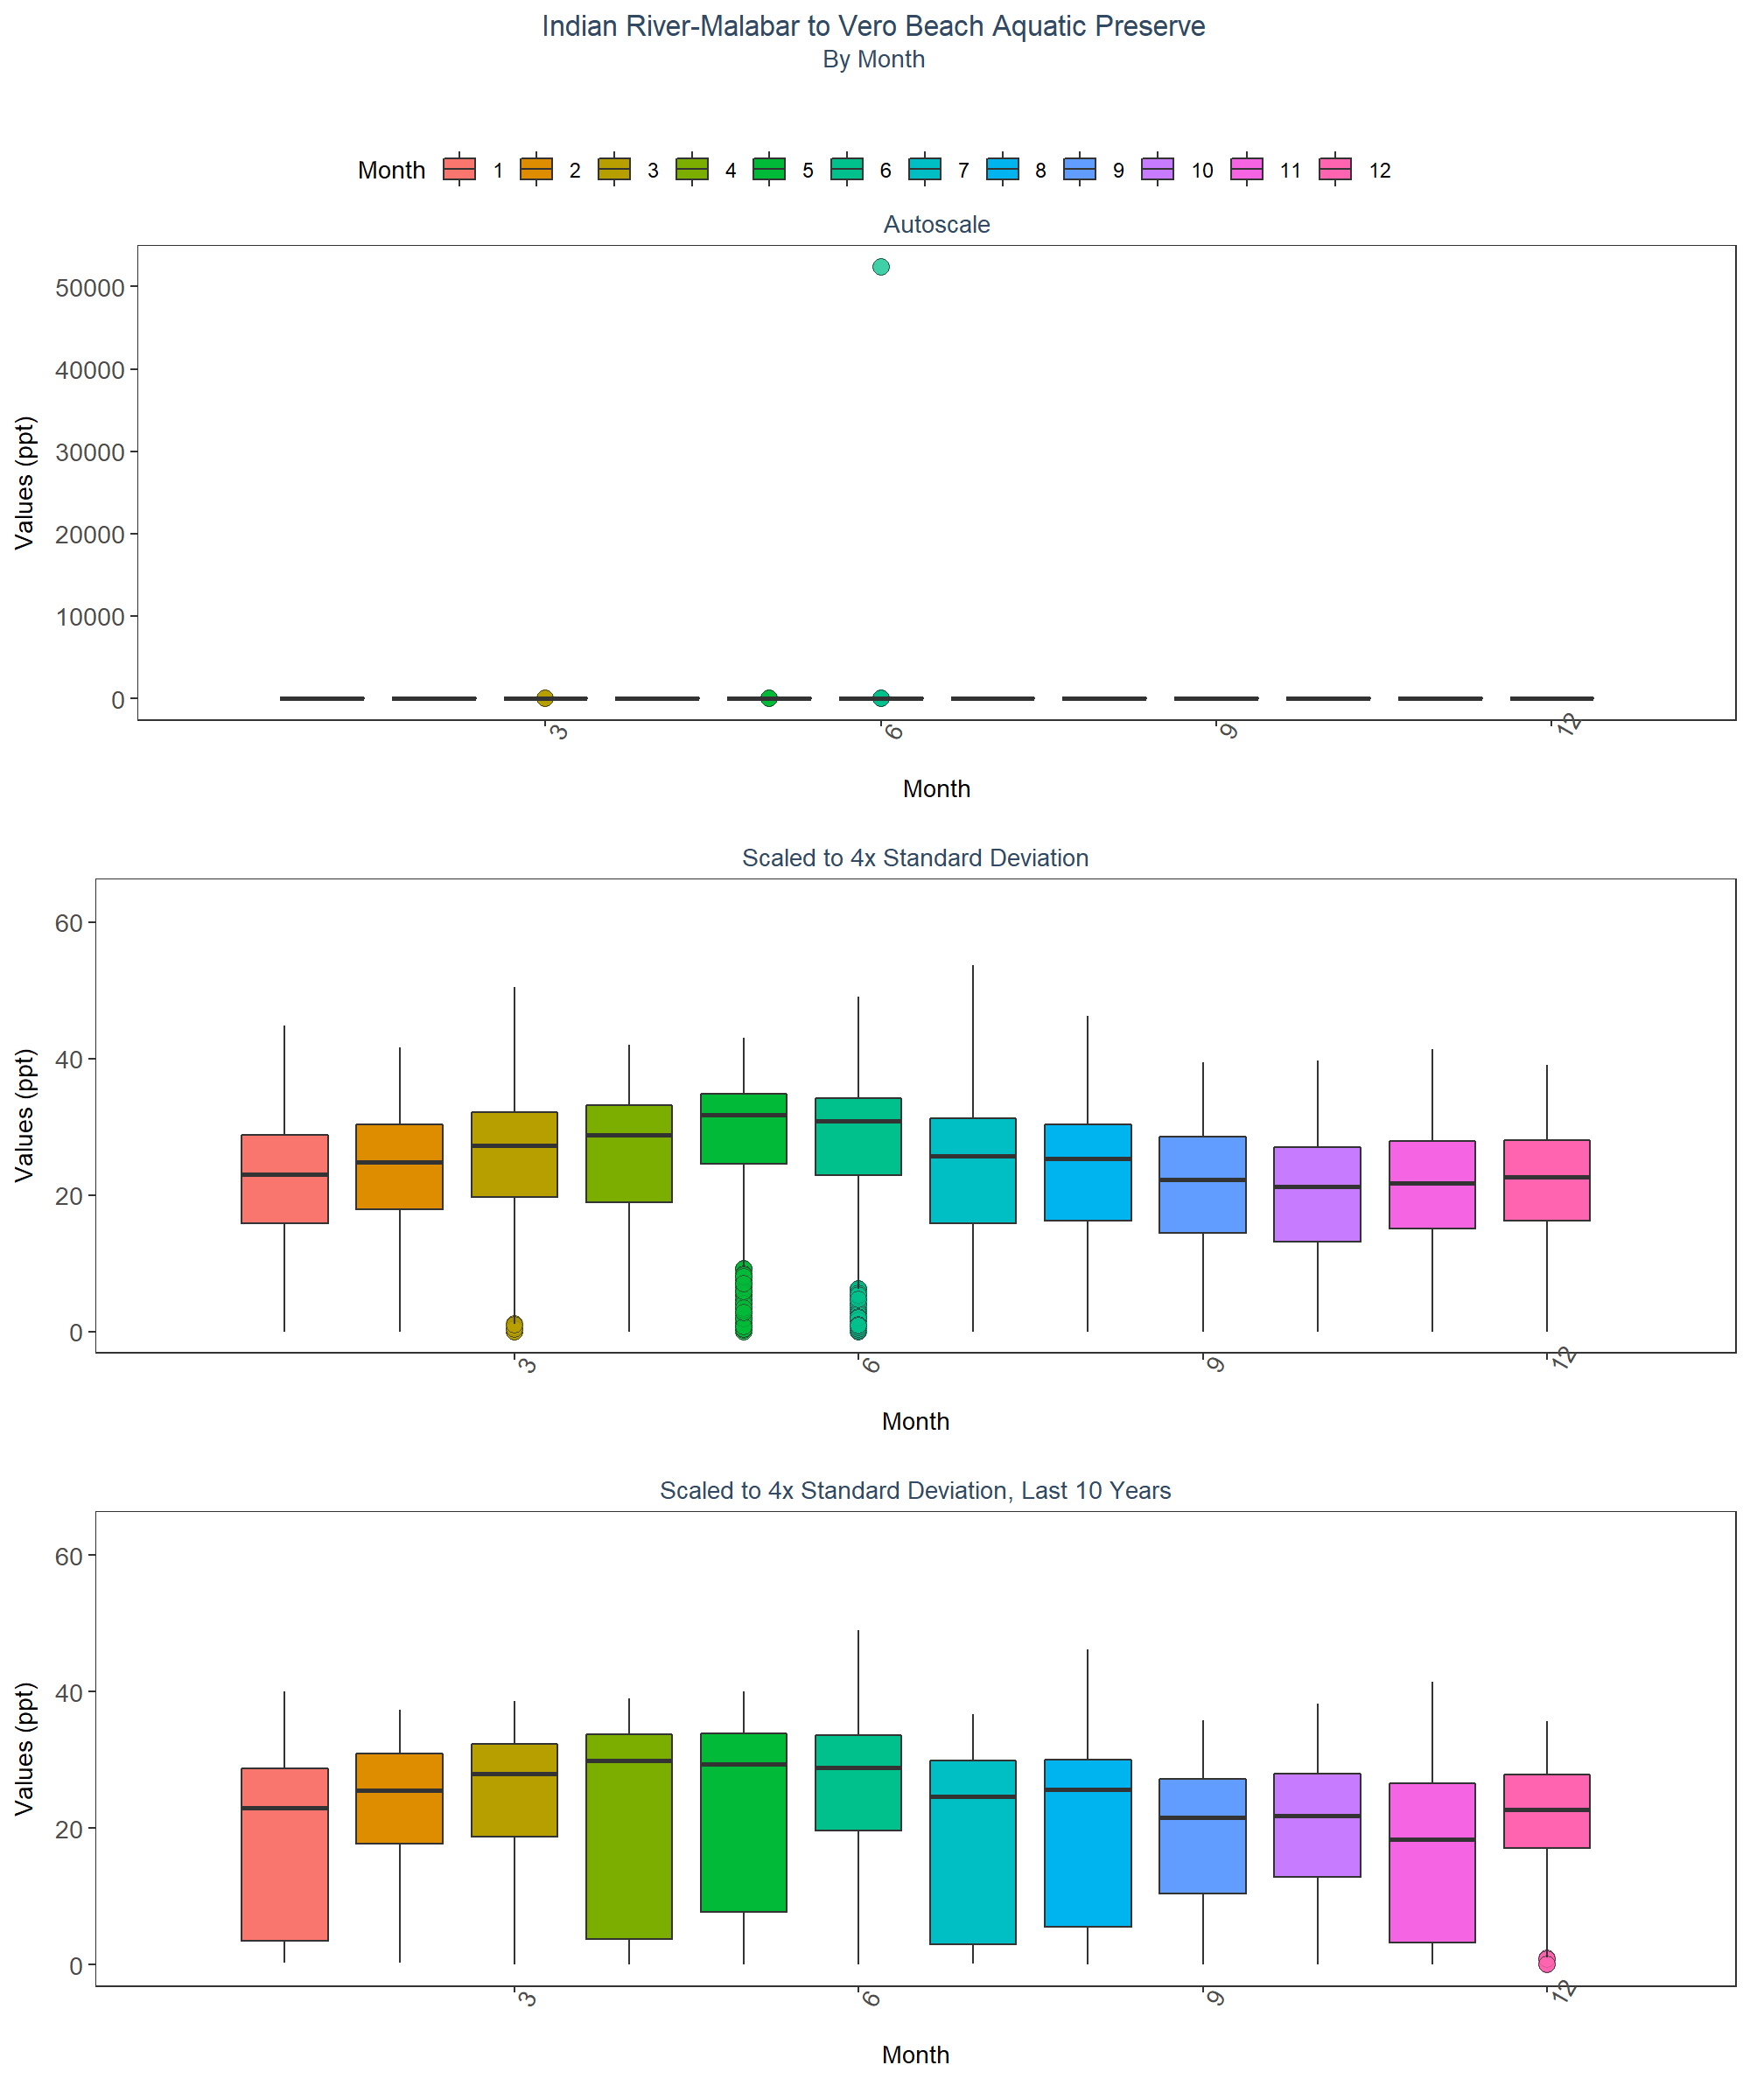 Indian River-Malabar to Vero Beach Aquatic Preserve
By Month
Month 1 2 3 4 5 6 7 8 9 10 11 12
Autoscale
Values (ppt)
50000
40000
30000
20000
10000
0
3 6 9 12
Month
Scaled to 4x Standard Deviation
Values (ppt)
60
40
20
0
3 6 9 12
Month
Scaled to 4x Standard Deviation, Last 10 Years
Values (ppt)
60
40
20
0
3 6 9 12
Month